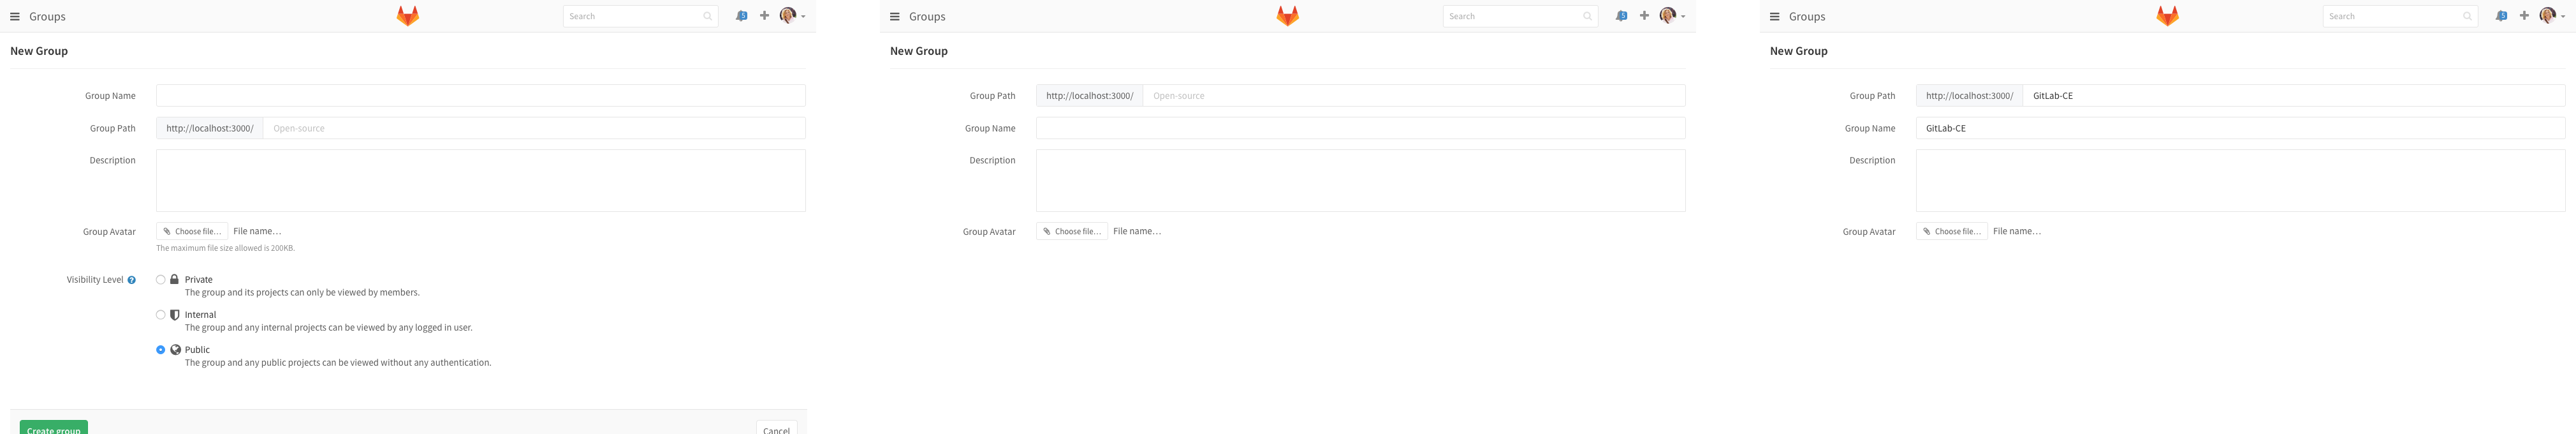 Groups
Search
5
New Group
Group Name
Group Path http://localhost:3000/ Open-source
Description
Group Avatar Choose file... File name...
The maximum file size allowed is 200KB.
Visibility Level ? Private
The group and its projects can only be viewed by members.
Internal
The group and any internal projects can be viewed by any logged in user.
Public
The group and any public projects can be viewed without any authentication.
Create group Cancel
Groups
Search
5
New Group
Group Path http://localhost:3000/ Open-source
Group Name
Description
Group Avatar Choose file... File name...
Groups
Search
5
New Group
Group Path http://localhost:3000/ GitLab-CE
Group Name GitLab-CE
Description
Group Avatar Choose file... File name...